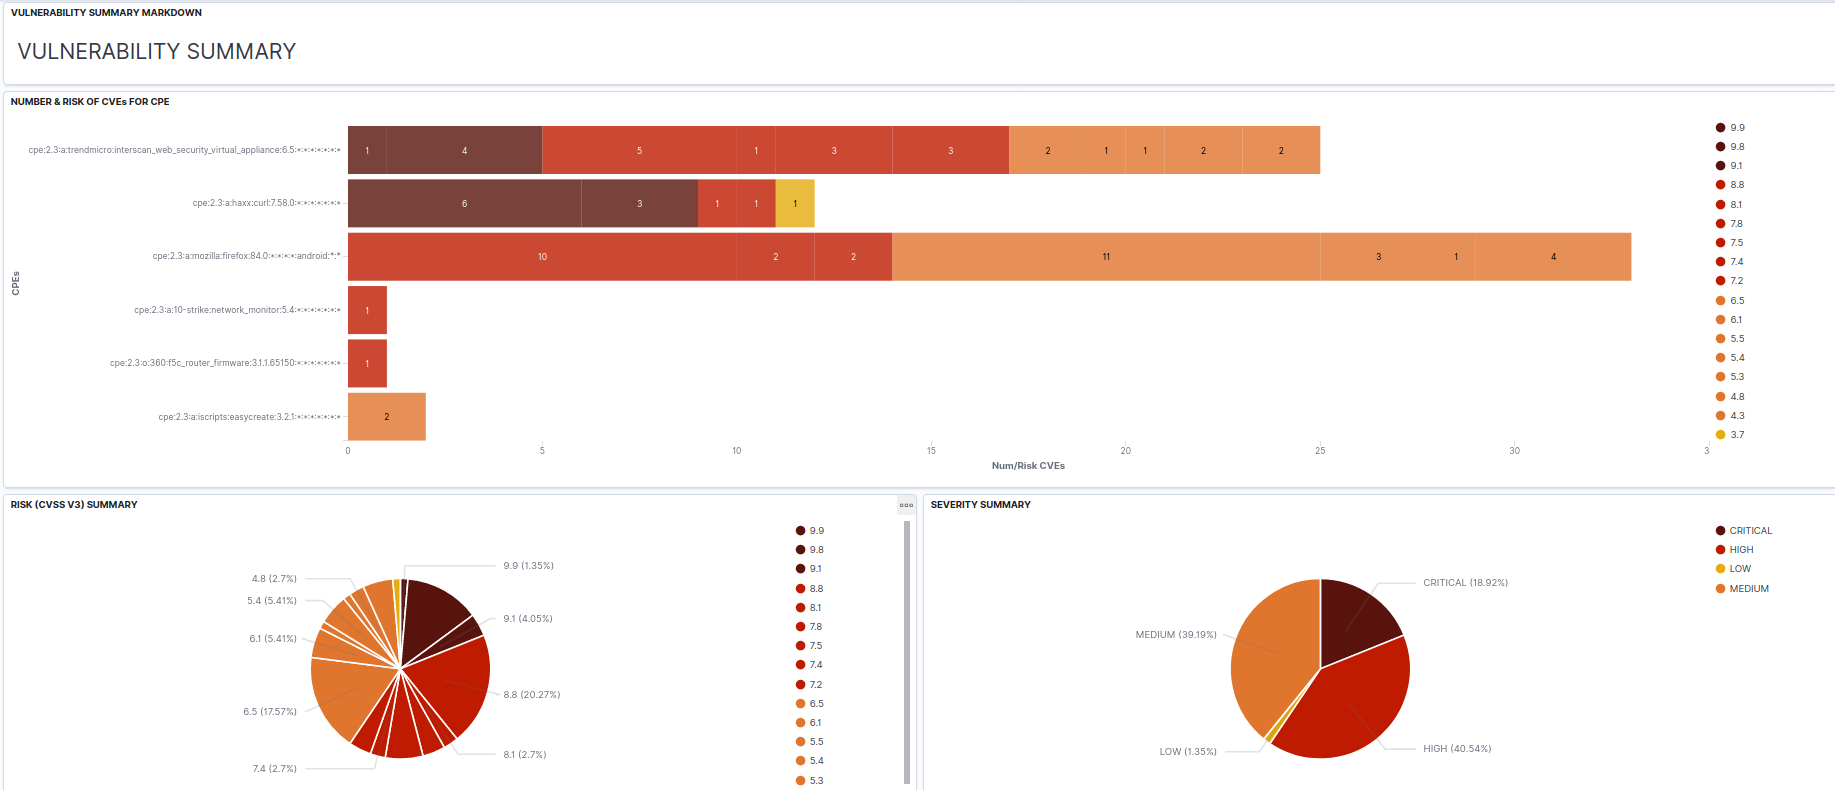 VULNERABILITY SUMMARY MARKDOWN
VULNERABILITY SUMMARY
NUMBER & RISK OF CVEs FOR CPE
CPEs
cpe:2.3:a:trendmicro:interscan_web_security_virtual_appliance:6.5:*:*:*:*:*:*:*
1 4 5 1 3 3 2 1 1 2 2
cpe:2.3:a:haxx:curl:7.58.0:*:*:*:*:*:*:*
6 3 1 1 1
cpe:2.3:a:mozilla:firefox:84.0:*:*:*:*:android:*:*
10 2 2 11 3 1 4
cpe:2.3:a:10-strike:network_monitor:5.4:*:*:*:*:*:*:*
1
cpe:2.3:o:360:f5c_router_firmware:3.1.1.65150:*:*:*:*:*:*:*
1
cpe:2.3:a:iscripts:easycreate:3.2.1:*:*:*:*:*:*:*
2
0 5 10 15 20 25 30 3
Num/Risk CVEs
9.9
9.8
9.1
8.8
8.1
7.8
7.5
7.4
7.2
6.5
6.1
5.5
5.4
5.3
4.8
4.3
3.7
RISK (CVSS V3) SUMMARY
9.9 (1.35%)
9.1 (4.05%)
8.8 (20.27%)
8.1 (2.7%)
7.4 (2.7%)
6.5 (17.57%)
6.1 (5.41%)
5.4 (5.41%)
4.8 (2.7%)
9.9
9.8
9.1
8.8
8.1
7.8
7.5
7.4
7.2
6.5
6.1
5.5
5.4
5.3
SEVERITY SUMMARY
CRITICAL (18.92%)
HIGH (40.54%)
LOW (1.35%)
MEDIUM (39.19%)
CRITICAL
HIGH
LOW
MEDIUM